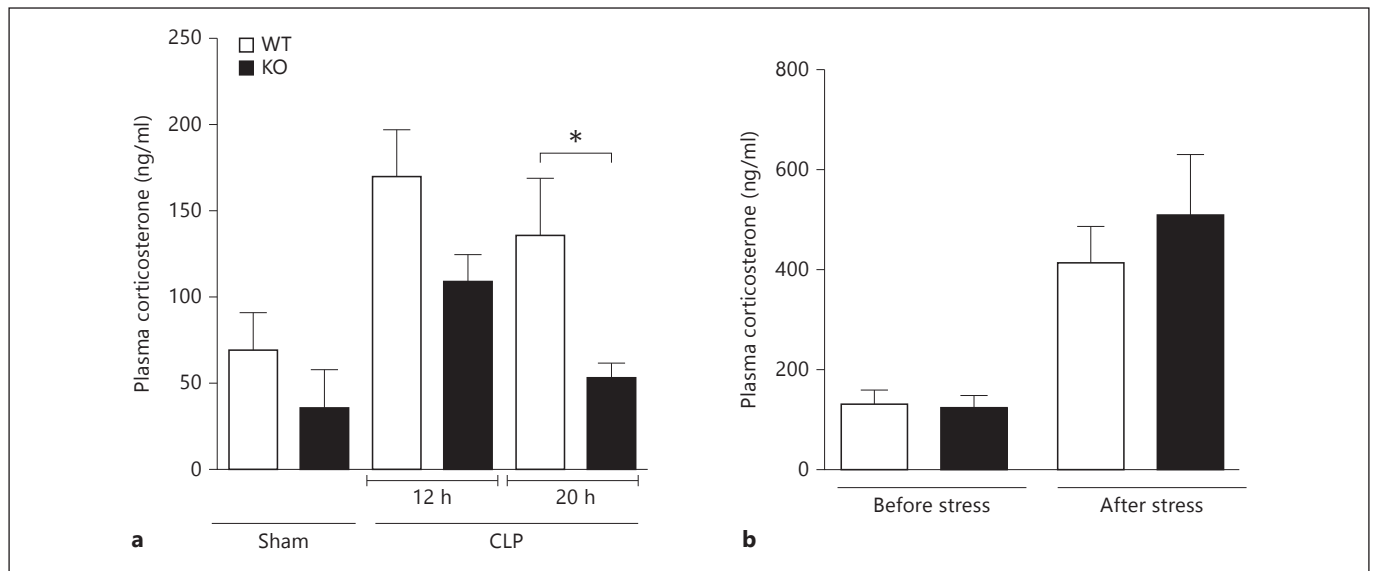 250
200
150
100
50
0
Plasma corticosterone (ng/ml)
WT
KO
*
12 h
20 h
Sham
CLP
a
800
600
400
200
0
Plasma corticosterone (ng/ml)
Before stress
After stress
b